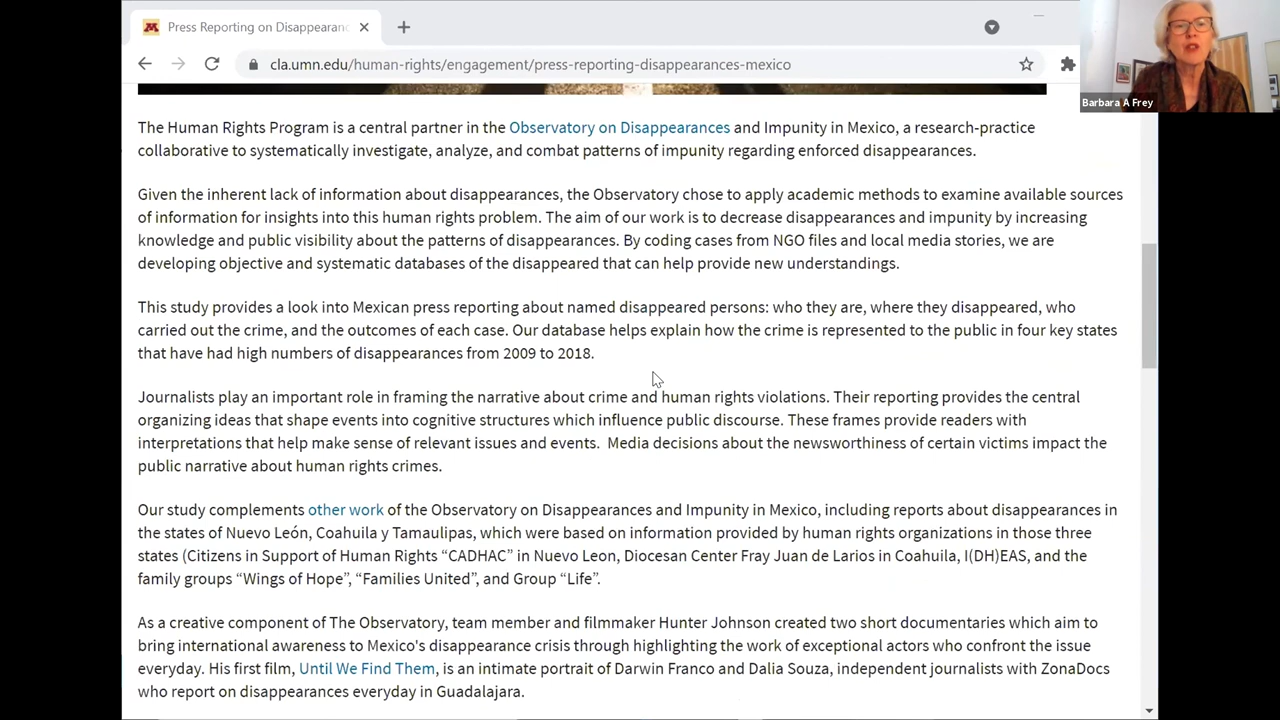 Press Reporting on Disappearanc
cla.umn.edu/human-rights/engagement/press-reporting-disappearances-mexico
Barbara A Frey
The Human Rights Program is a central partner in the Observatory on Disappearances and Impunity in Mexico, a research-practice
collaborative to systematically investigate, analyze, and combat patterns of impunity regarding enforced disappearances.
Given the inherent lack of information about disappearances, the Observatory chose to apply academic methods to examine available sources
of information for insights into this human rights problem. The aim of our work is to decrease disappearances and impunity by increasing
knowledge and public visibility about the patterns of disappearances. By coding cases from NGO files and local media stories, we are
developing objective and systematic databases of the disappeared that can help provide new understandings.
This study provides a look into Mexican press reporting about named disappeared persons: who they are, where they disappeared, who
carried out the crime, and the outcomes of each case. Our database helps explain how the crime is represented to the public in four key states
that have had high numbers of disappearances from 2009 to 2018.
Journalists play an important role in framing the narrative about crime and human rights violations. Their reporting provides the central
organizing ideas that shape events into cognitive structures which influence public discourse. These frames provide readers with
interpretations that help make sense of relevant issues and events.  Media decisions about the newsworthiness of certain victims impact the
public narrative about human rights crimes.
Our study complements other work of the Observatory on Disappearances and Impunity in Mexico, including reports about disappearances in
the states of Nuevo León, Coahuila y Tamaulipas, which were based on information provided by human rights organizations in those three
states (Citizens in Support of Human Rights “CADHAC” in Nuevo Leon, Diocesan Center Fray Juan de Larios in Coahuila, I(DH)EAS, and the
family groups “Wings of Hope”, “Families United”, and Group “Life”.
As a creative component of The Observatory, team member and filmmaker Hunter Johnson created two short documentaries which aim to
bring international awareness to Mexico's disappearance crisis through highlighting the work of exceptional actors who confront the issue
everyday. His first film, Until We Find Them, is an intimate portrait of Darwin Franco and Dalia Souza, independent journalists with ZonaDocs
who report on disappearances everyday in Guadalajara.